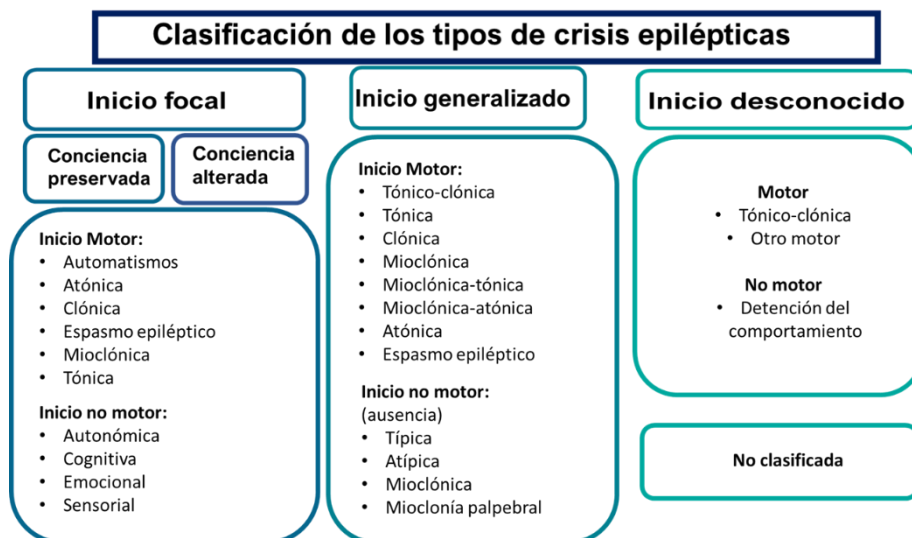 Clasificación de los tipos de crisis epilépticas
Inicio focal
Conciencia
preservada
Conciencia
alterada
Inicio Motor:
• Automatismos
• Atónica
• Clónica
• Espasmo epiléptico
• Mioclónica
• Tónica
Inicio no motor:
• Autonómica
• Cognitiva
• Emocional
• Sensorial
Inicio generalizado
Inicio Motor:
• Tónico-clónica
• Tónica
• Clónica
• Mioclónica
• Mioclónica-tónica
• Mioclónica-atónica
• Atónica
• Espasmo epiléptico
Inicio no motor:
(ausencia)
• Típica
• Atípica
• Mioclónica
• Mioclonía palpebral
Inicio desconocido
Motor
• Tónico-clónica
• Otro motor
No motor
• Detención del
comportamiento
No clasificada